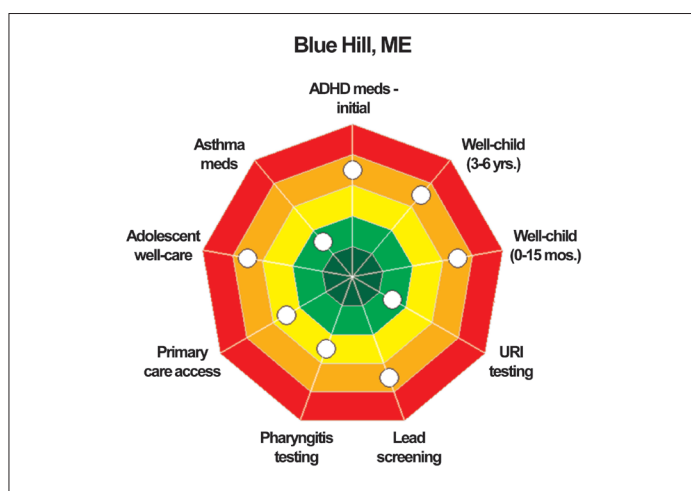 Blue Hill, ME
ADHD meds -
initial
Asthma
meds
Well-child
(3-6 yrs.)
Adolescent
well-care
Well-child
(0-15 mos.)
Primary
care access
URI
testing
Pharyngitis
testing
Lead
screening